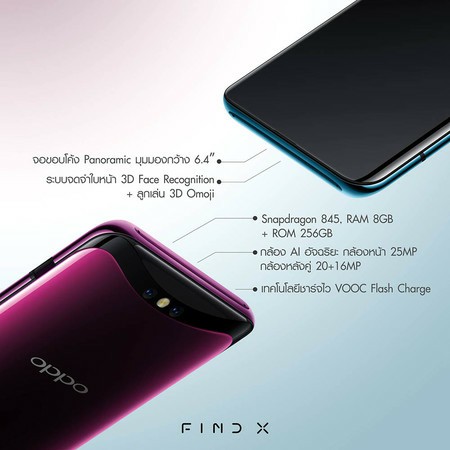 จอขอบโค้ง Panoramic มุมมองกว้าง 6.4"
ระบบจดจำใบหน้า 3D Face Recognition
+ ลูกเล่น 3D Omoji
Snapdragon 845, RAM 8GB
+ ROM 256GB
กล้อง AI อัจฉริยะ กล้องหน้า 25MP
กล้องหลังคู่ 20+16MP
เทคโนโลยีชาร์จไว VOOC Flash Charge
oppo
FIND X